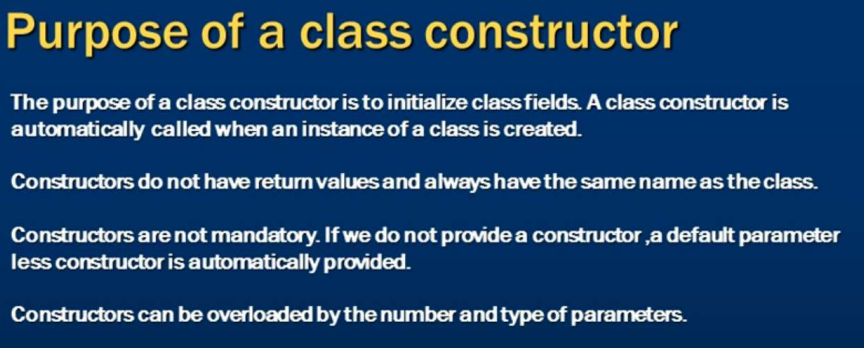 Purpose of a class constructor
The purpose of a class constructor is to initialize class fields. A class constructor is
automatically called when an instance of a class is created.
Constructors do not have return values and always have the same name as the class.
Constructors are not mandatory. If we do not provide a constructor ,a default parameter
less constructor is automatically provided.
Constructors can be overloaded by the number and type of parameters.